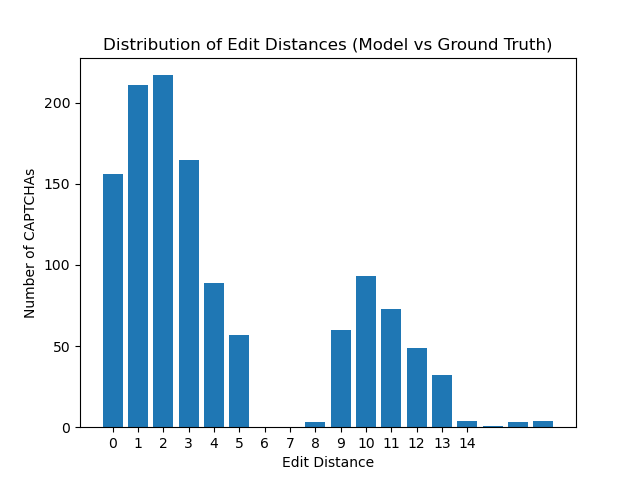 Distribution of Edit Distances (Model vs Ground Truth)
200
150
100
50
0
Number of CAPTCHAs
0 1 2 3 4 5 6 7 8 9 10 11 12 13 14
Edit Distance